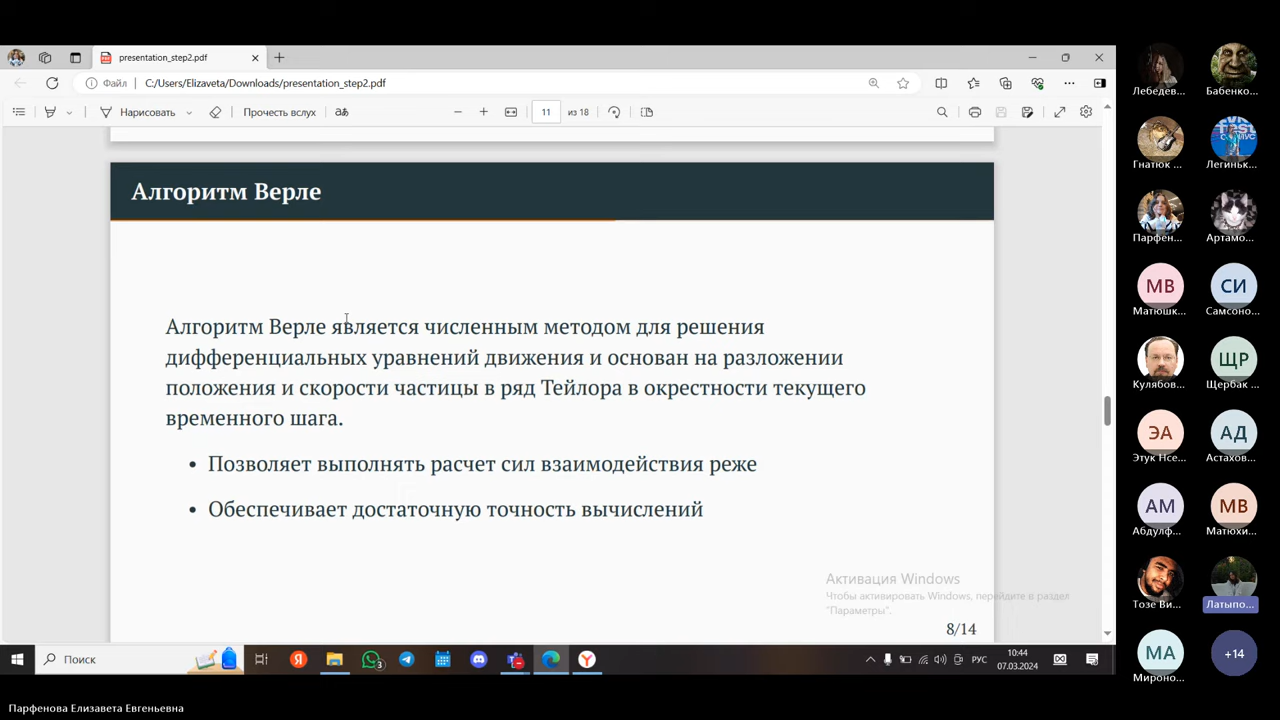 presentation_step2.pdf
Файл
C:/Users/Elizaveta/Downloads/presentation_step2.pdf
Нарисовать
Прочесть вслух
аあ
11
из 18
Алгоритм Верле
Алгоритм Верле является численным методом для решения
дифференциальных уравнений движения и основан на разложении
положения и скорости частицы в ряд Тейлора в окрестности текущего
временного шага.
• Позволяет выполнять расчет сил взаимодействия реже
• Обеспечивает достаточную точность вычислений
Активация Windows
Чтобы активировать Windows, перейдите в раздел
"Параметры".
8/14
Поиск
3
РУС
10:44
07.03.2024
Лебедев...
Бабенко...
Гнатюк ...
Легиньк...
Парфен...
Артамо...
МВ
СИ
Матюшк...
Самсоно...
ЩР
Кулябов...
Щербак ...
ЭА
АД
Этук Нсе...
Астахов...
АМ
МВ
Абдулф...
Матюхи...
Тозе Ви...
Латыпо...
МА
+14
Мироно...
Парфенова Елизавета Евгеньевна